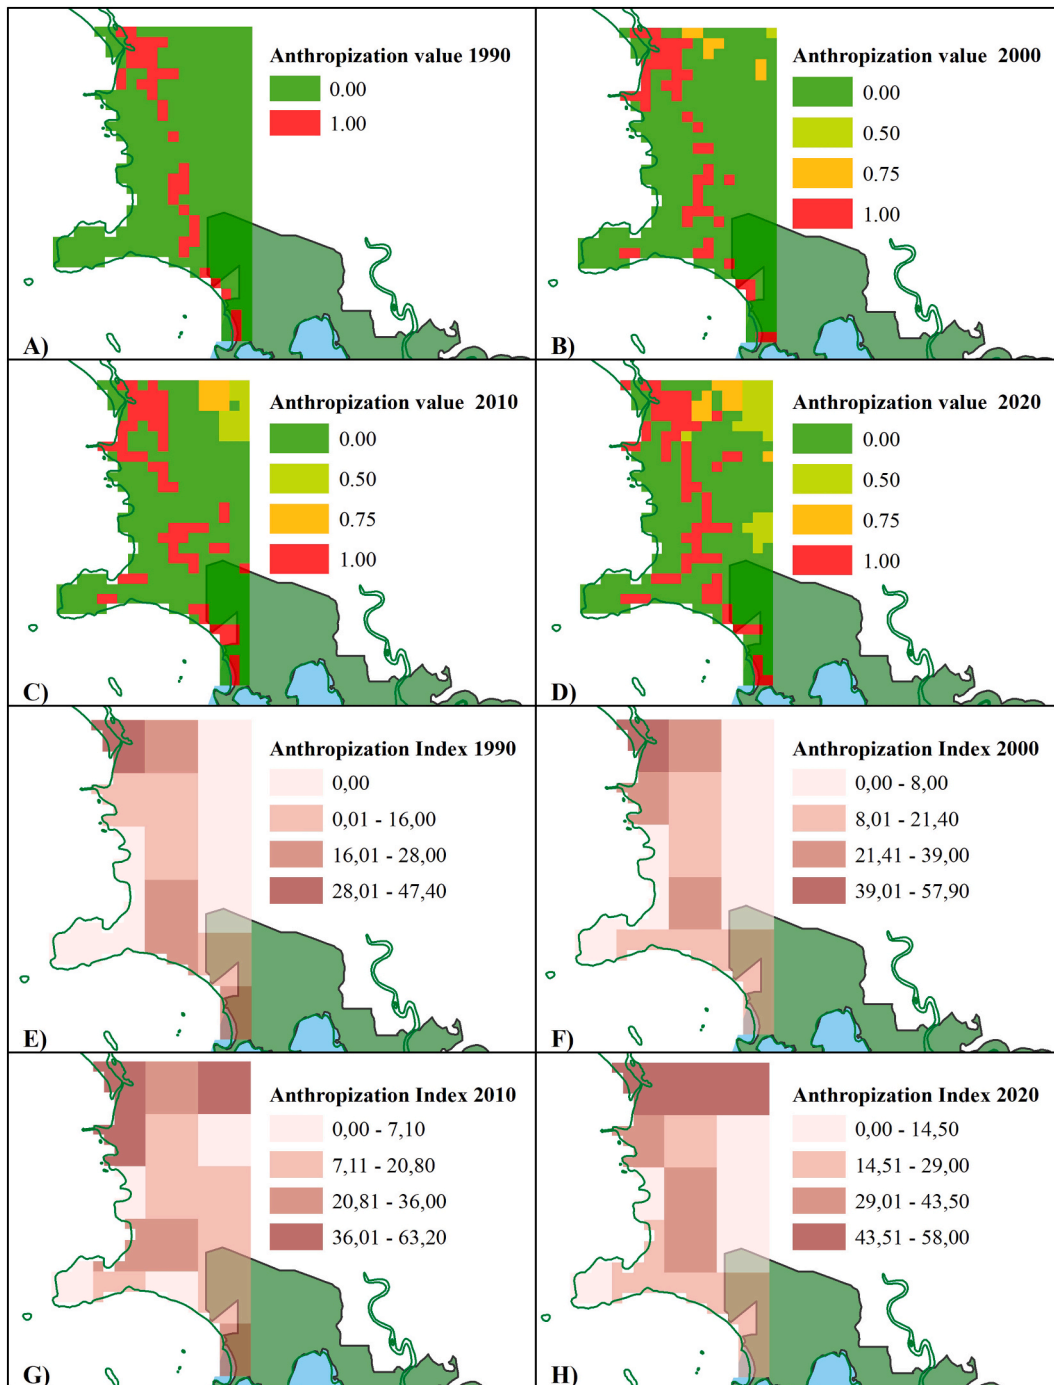 Anthropization value 1990
0.00
1.00
A)
Anthropization value  2000
0.00
0.50
0.75
1.00
B)
Anthropization value  2010
0.00
0.50
0.75
1.00
C)
Anthropization value  2020
0.00
0.50
0.75
1.00
D)
Anthropization Index 1990
0,00
0,01 - 16,00
16,01 - 28,00
28,01 - 47,40
E)
Anthropization Index 2000
0,00 - 8,00
8,01 - 21,40
21,41 - 39,00
39,01 - 57,90
F)
Anthropization Index 2010
0,00 - 7,10
7,11 - 20,80
20,81 - 36,00
36,01 - 63,20
G)
Anthropization Index 2020
0,00 - 14,50
14,51 - 29,00
29,01 - 43,50
43,51 - 58,00
H)